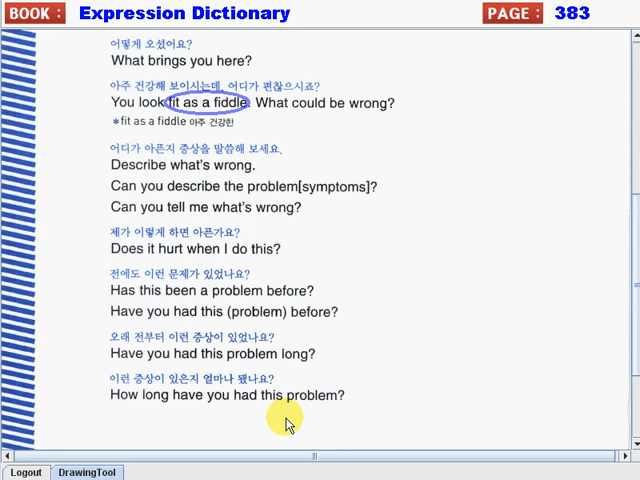 BOOK : Expression Dictionary PAGE : 383
어떻게 오셨어요?
What brings you here?
아주 건강해 보이시는데, 어디가 편찮으시죠?
You look fit as a fiddle. What could be wrong?
*fit as a fiddle 아주 건강한
어디가 아픈지 증상을 말씀해 보세요.
Describe what's wrong.
Can you describe the problem[symptoms]?
Can you tell me what's wrong?
제가 이렇게 하면 아픈가요?
Does it hurt when I do this?
전에도 이런 문제가 있었나요?
Has this been a problem before?
Have you had this (problem) before?
오래 전부터 이런 증상이 있었나요?
Have you had this problem long?
이런 증상이 있은지 얼마나 됐나요?
How long have you had this problem?
Logout DrawingTool